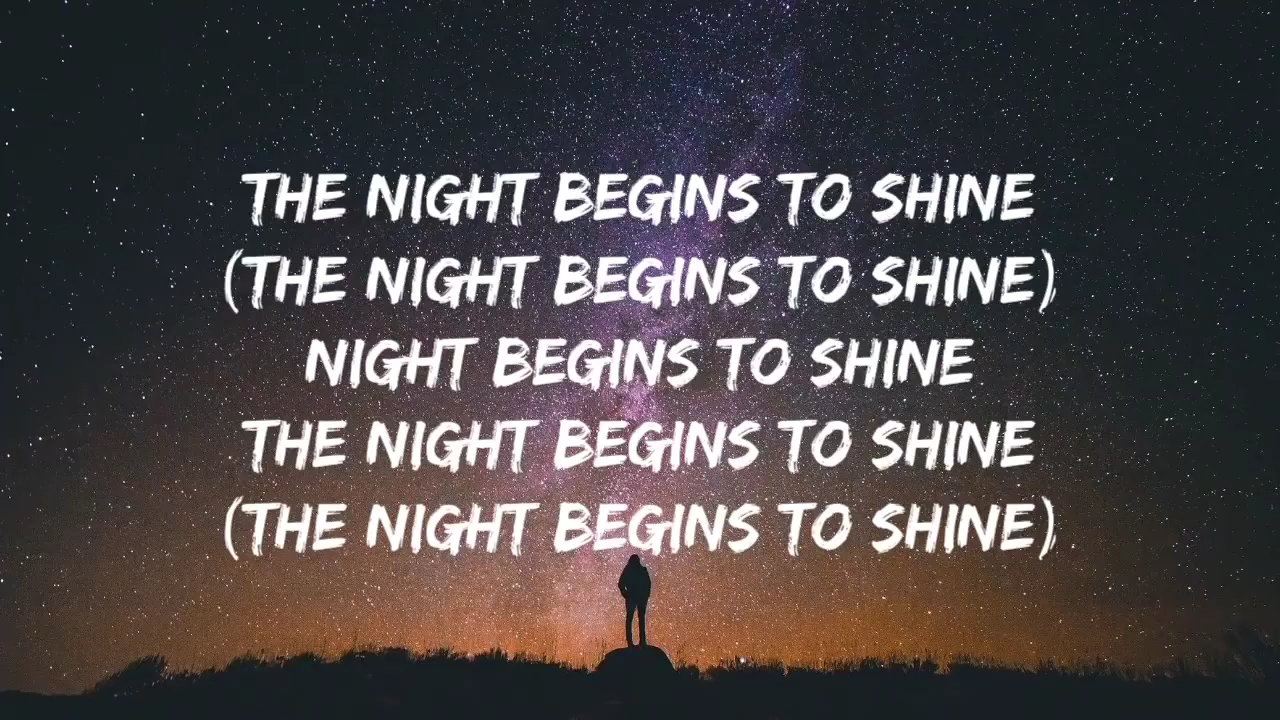 THE NIGHT BEGINS TO SHINE
(THE NIGHT BEGINS TO SHINE)
NIGHT BEGINS TO SHINE
THE NIGHT BEGINS TO SHINE
(THE NIGHT BEGINS TO SHINE)